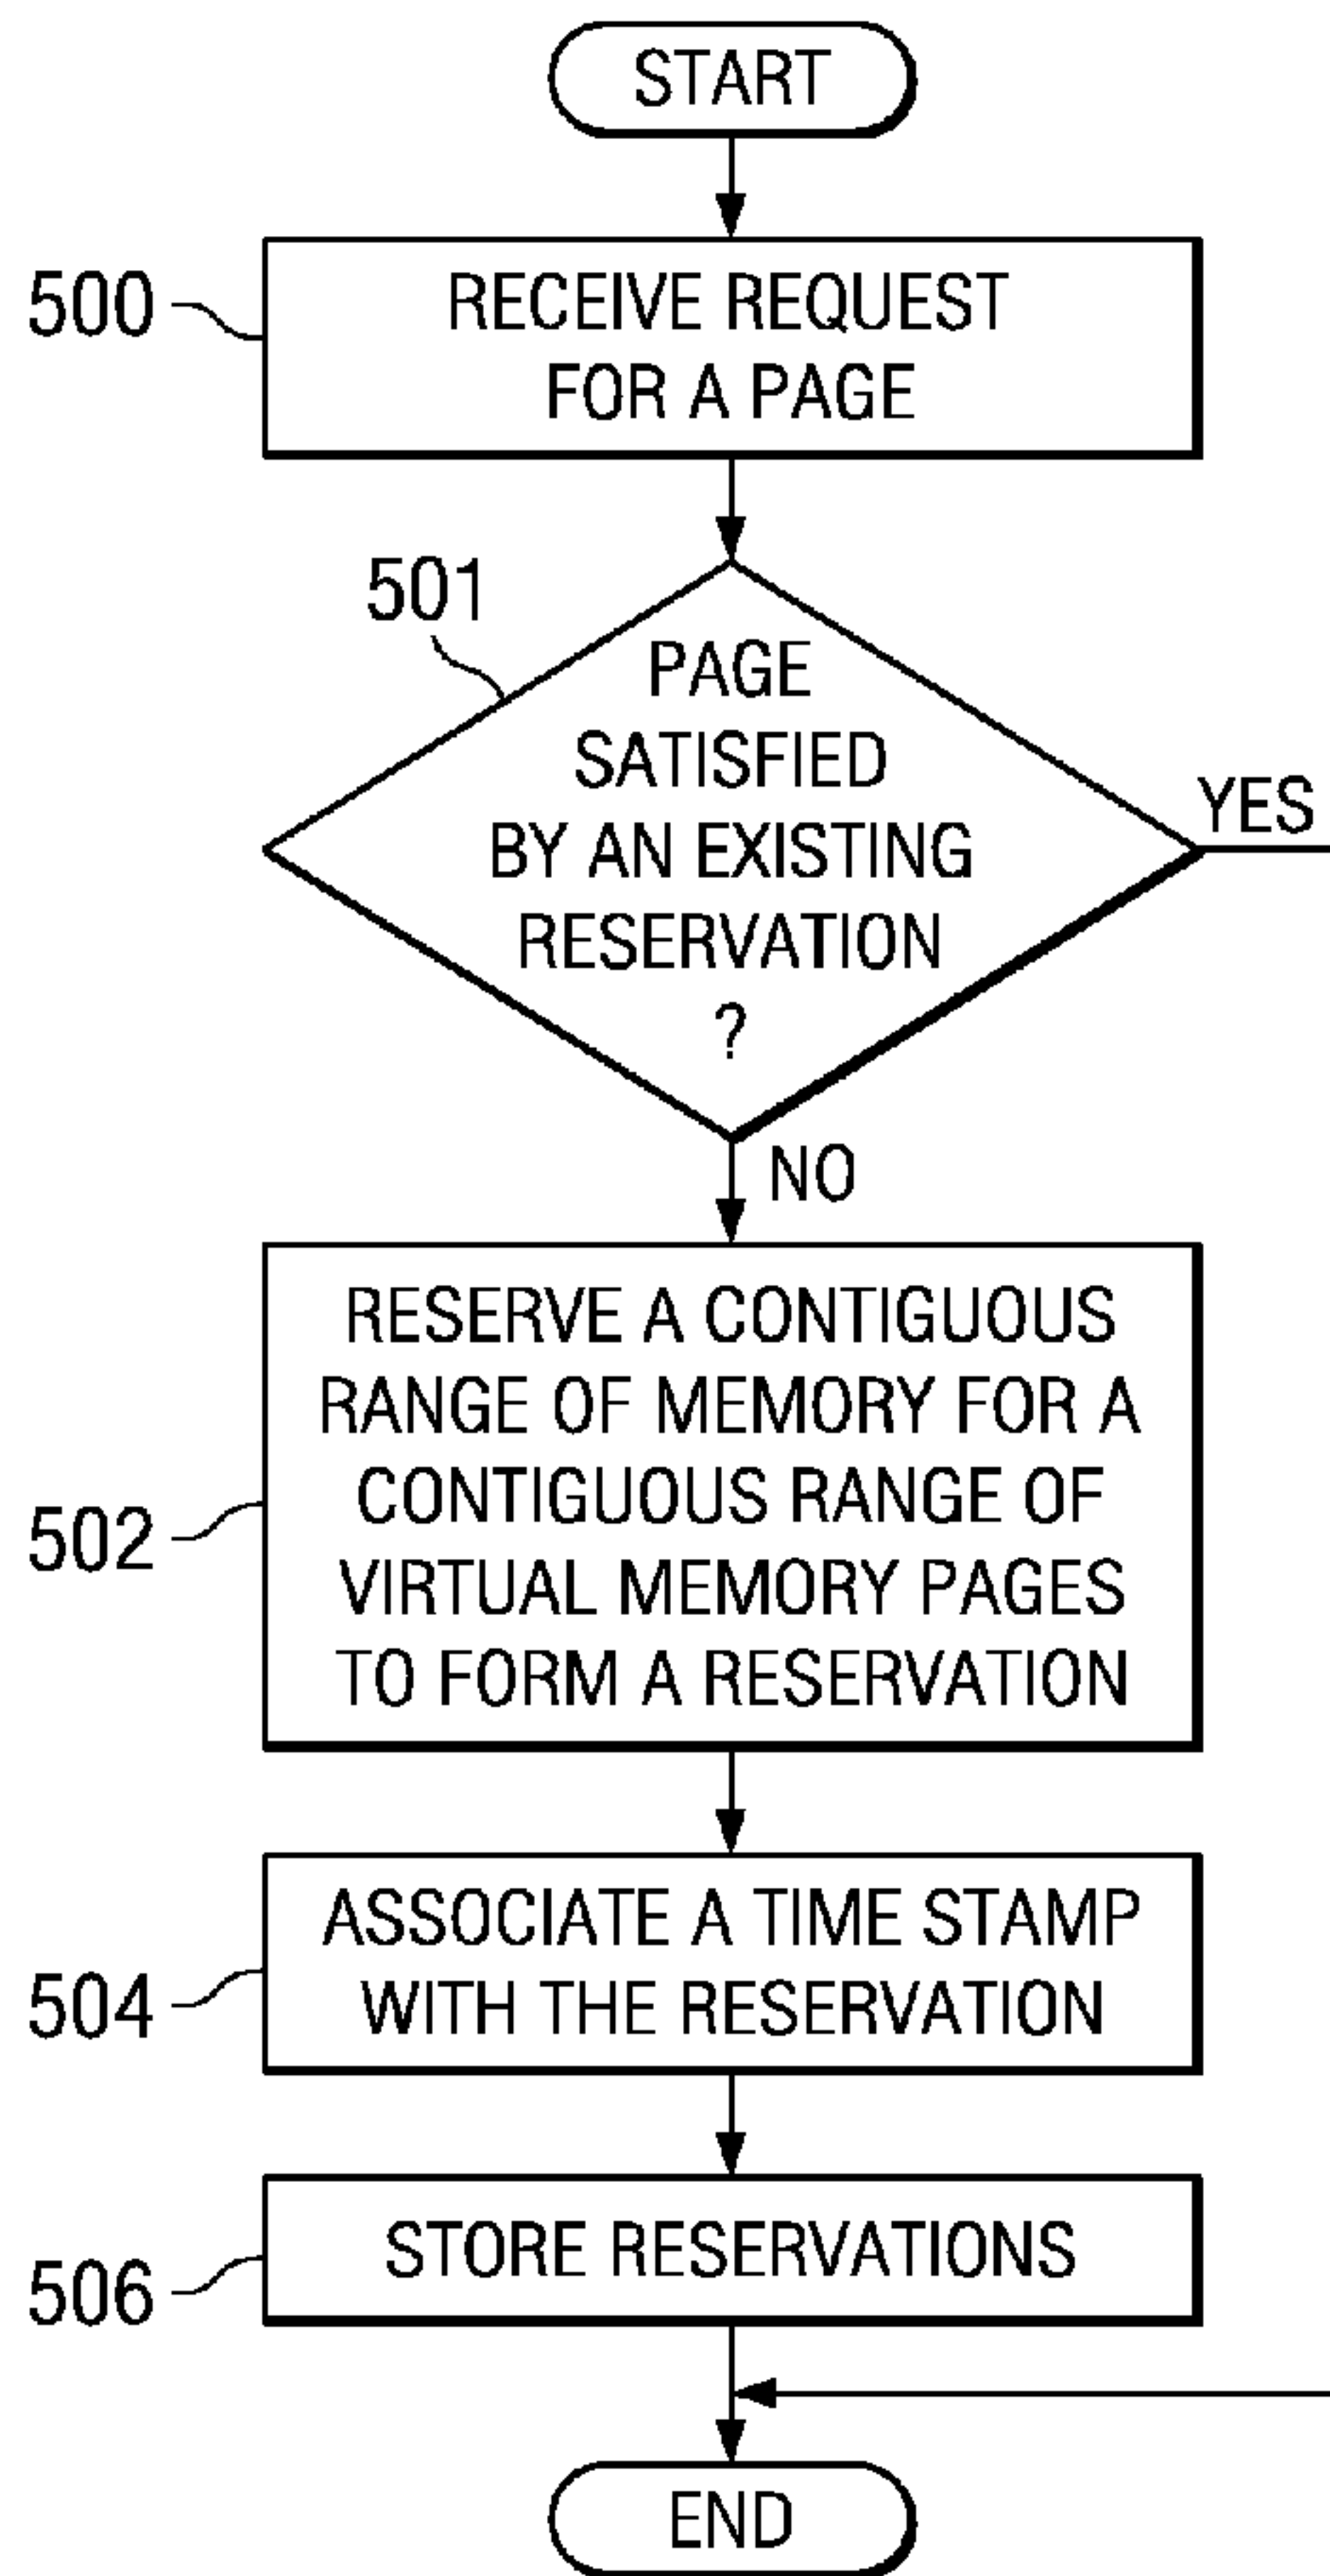 START
500
RECEIVE REQUEST
FOR A PAGE
501
PAGE
SATISFIED
BY AN EXISTING
RESERVATION
?
YES
NO
502
RESERVE A CONTIGUOUS
RANGE OF MEMORY FOR A
CONTIGUOUS RANGE OF
VIRTUAL MEMORY PAGES
TO FORM A RESERVATION
504
ASSOCIATE A TIME STAMP
WITH THE RESERVATION
506
STORE RESERVATIONS
END